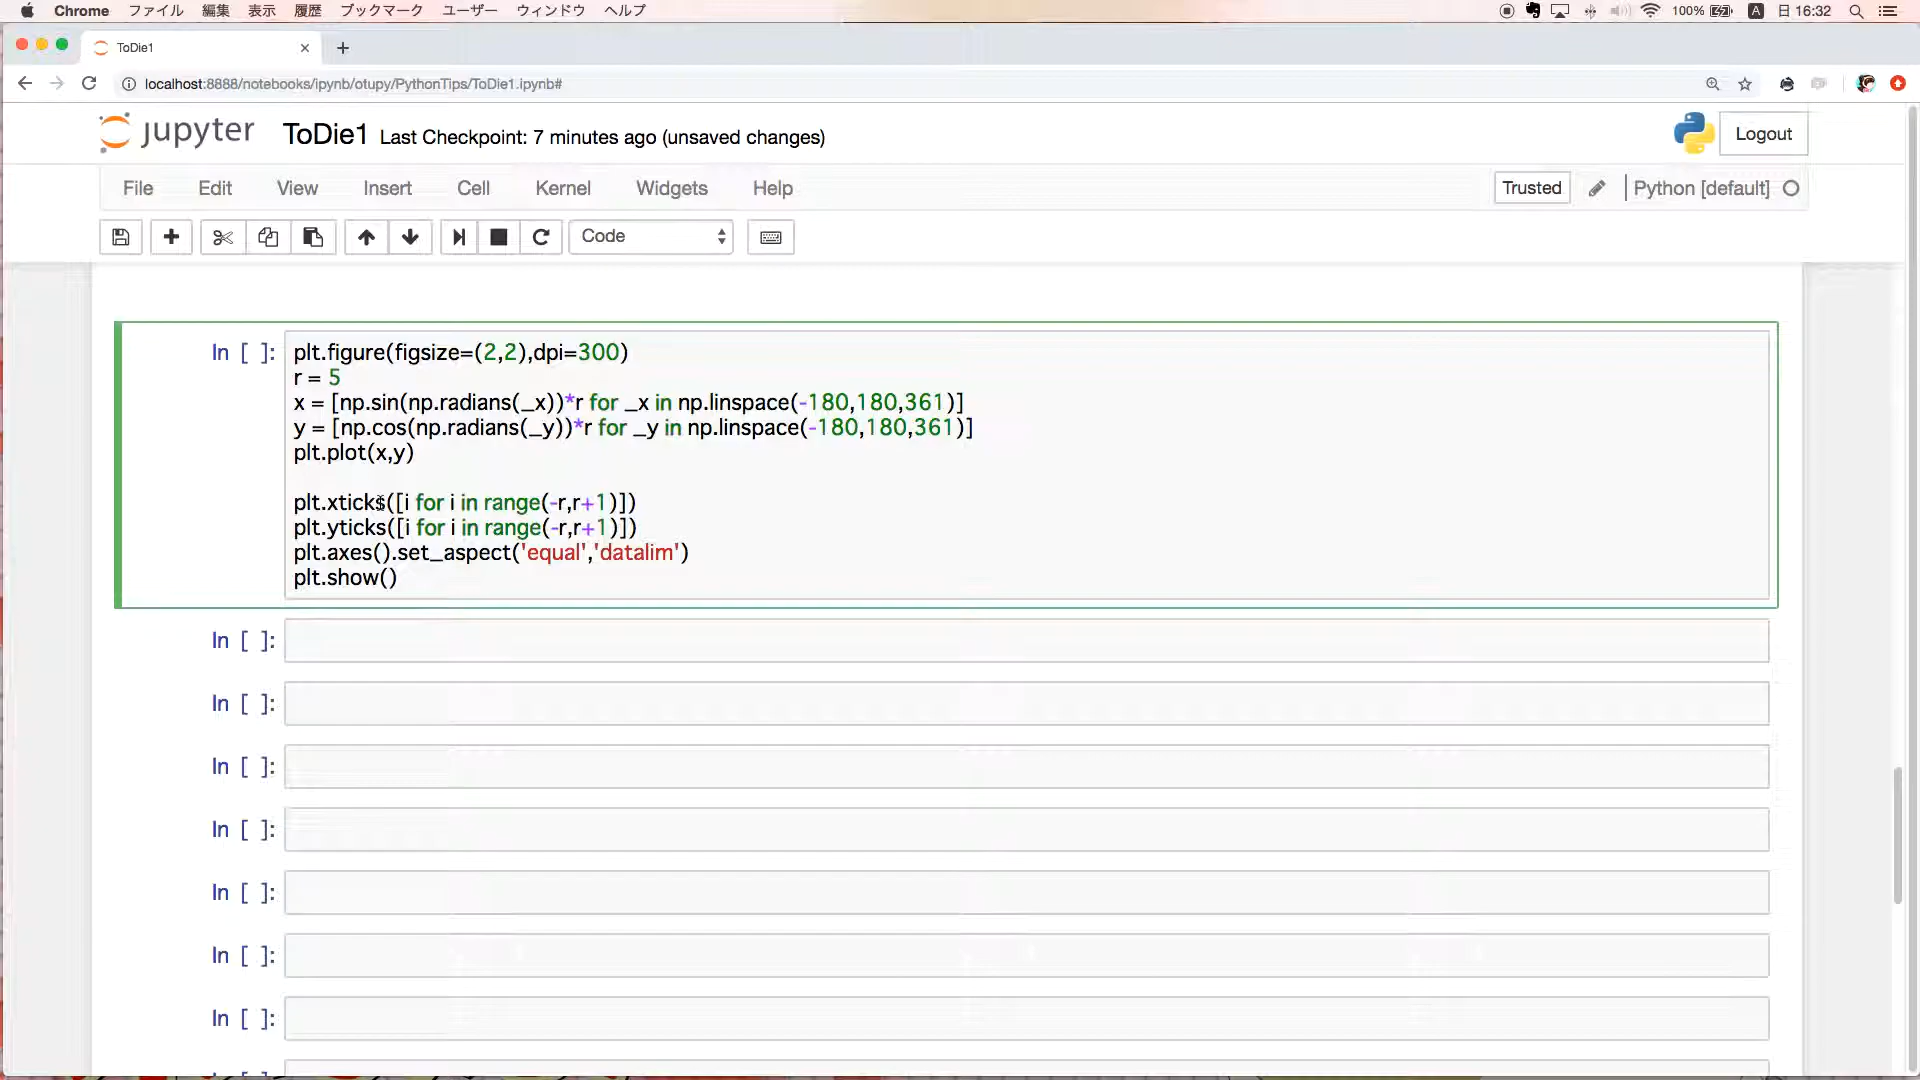 Chrome ファイル 編集 表示 履歴 ブックマーク ユーザー ウィンドウ ヘルプ 100% A 日 16:32
ToDie1
localhost:8888/notebooks/ipynb/otupy/PythonTips/ToDie1.ipynb#
jupyter ToDie1 Last Checkpoint: 7 minutes ago (unsaved changes) Logout
File Edit View Insert Cell Kernel Widgets Help Trusted Python [default]
Code
In [ ]: plt.figure(figsize=(2,2),dpi=300)
r = 5
x = [np.sin(np.radians(_x))*r for _x in np.linspace(-180,180,361)]
y = [np.cos(np.radians(_y))*r for _y in np.linspace(-180,180,361)]
plt.plot(x,y)
plt.xticks([i for i in range(-r,r+1)])
plt.yticks([i for i in range(-r,r+1)])
plt.axes().set_aspect('equal','datalim')
plt.show()
In [ ]:
In [ ]:
In [ ]:
In [ ]:
In [ ]:
In [ ]:
In [ ]: